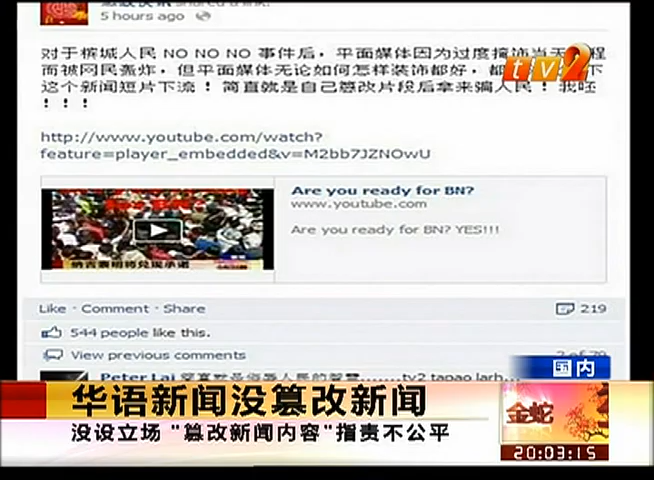 5 hours ago
对于槟城人民 NO NO NO 事件后，平面媒体因为过度掩饰当天 程
而被网民轰炸，但平面媒体无论如何怎样装饰都好，都 下
这个新闻短片下流！简直就是自己篡改片段后拿来骗人民！我呸
！！！
tv2
http://www.youtube.com/watch?
feature=player_embedded&v=M2bb7JZNOwU
Are you ready for BN?
www.youtube.com
Are you ready for BN? YES!!!
Like · Comment · Share
219
544 people like this.
View previous comments
Peter Lai
tv2 tapao larh...
国内
华语新闻没篡改新闻
没设立场 "篡改新闻内容"指责不公平
金蛇
20:03:15